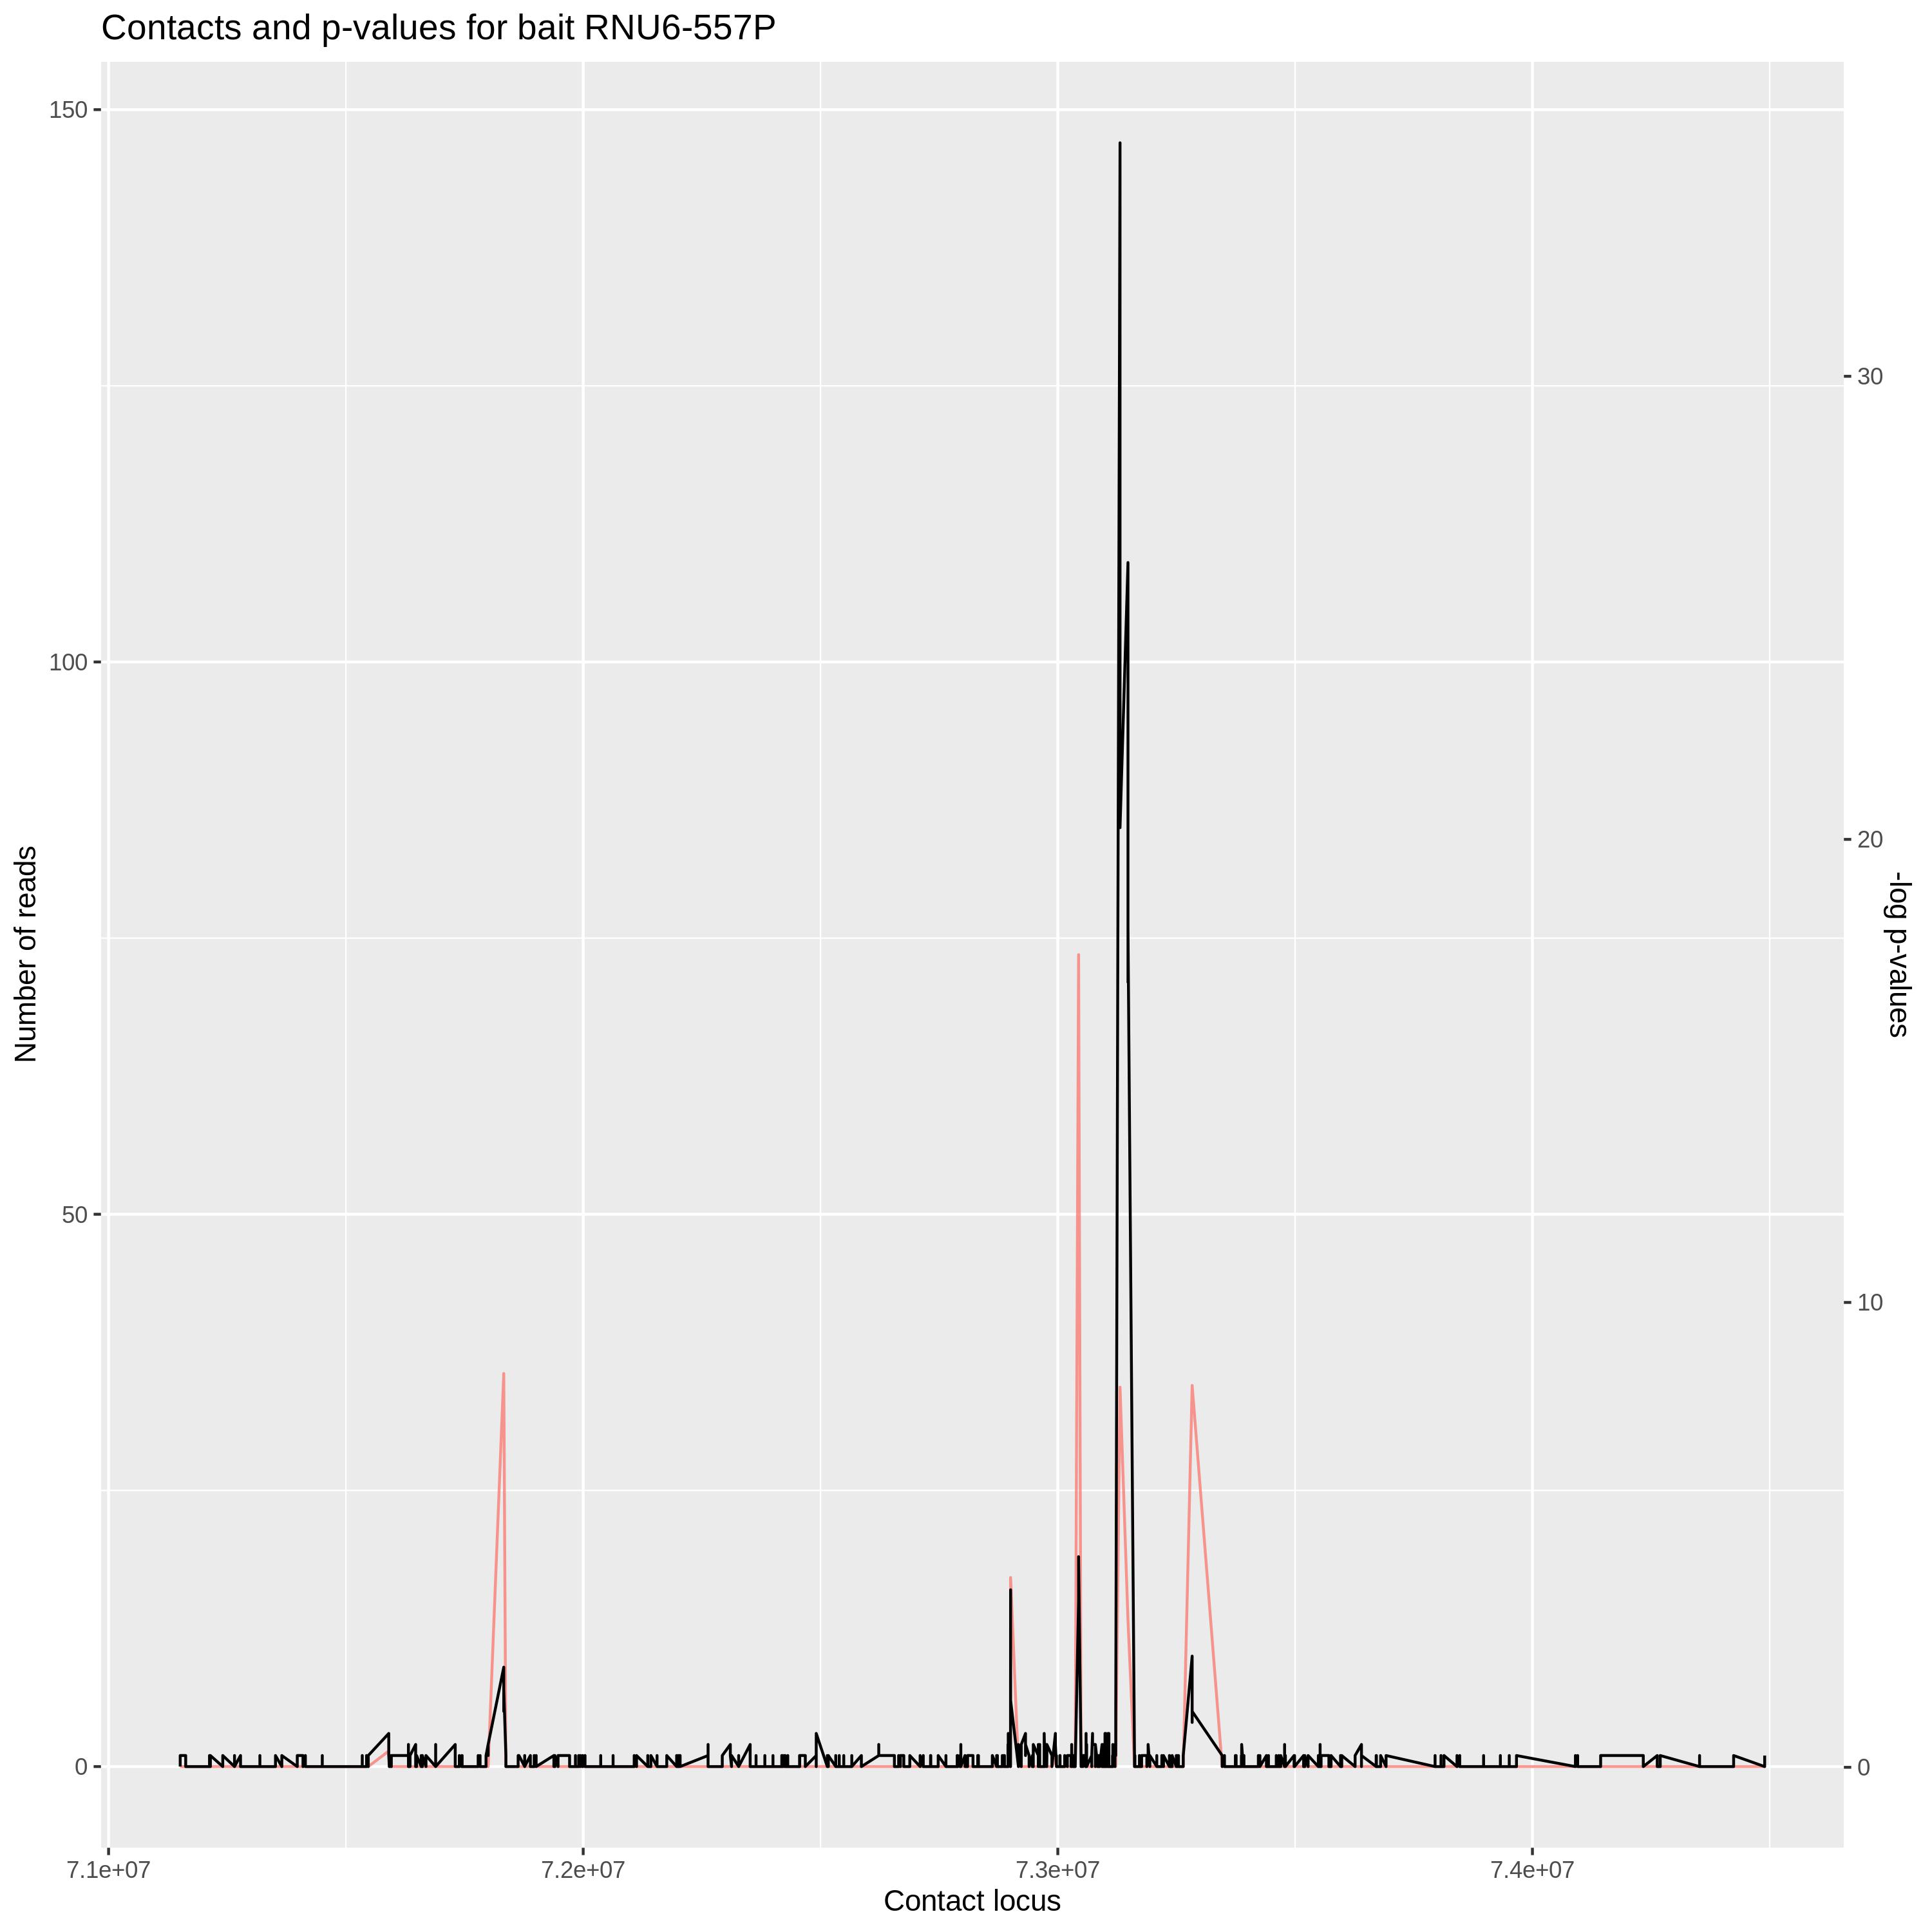 Contacts and p-values for bait RNU6-557P
150
100
50
0
Number of reads
30
20
10
0
-log p-values
7.1e+07
7.2e+07
7.3e+07
7.4e+07
Contact locus